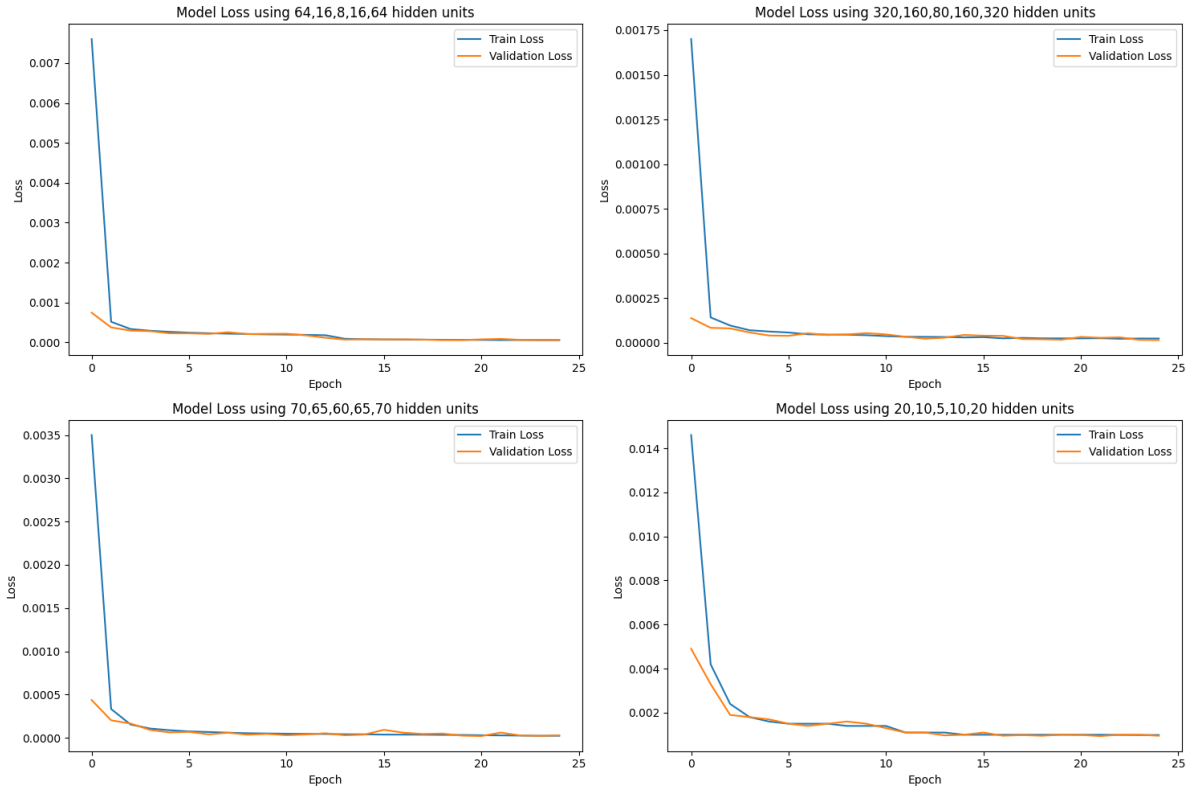 Model Loss using 64,16,8,16,64 hidden units
Train Loss
Validation Loss
0.007
0.006
0.005
0.004
0.003
0.002
0.001
0.000
Loss
0 5 10 15 20 25
Epoch
Model Loss using 320,160,80,160,320 hidden units
Train Loss
Validation Loss
0.00175
0.00150
0.00125
0.00100
0.00075
0.00050
0.00025
0.00000
Loss
0 5 10 15 20 25
Epoch
Model Loss using 70,65,60,65,70 hidden units
Train Loss
Validation Loss
0.0035
0.0030
0.0025
0.0020
0.0015
0.0010
0.0005
0.0000
Loss
0 5 10 15 20 25
Epoch
Model Loss using 20,10,5,10,20 hidden units
Train Loss
Validation Loss
0.014
0.012
0.010
0.008
0.006
0.004
0.002
Loss
0 5 10 15 20 25
Epoch